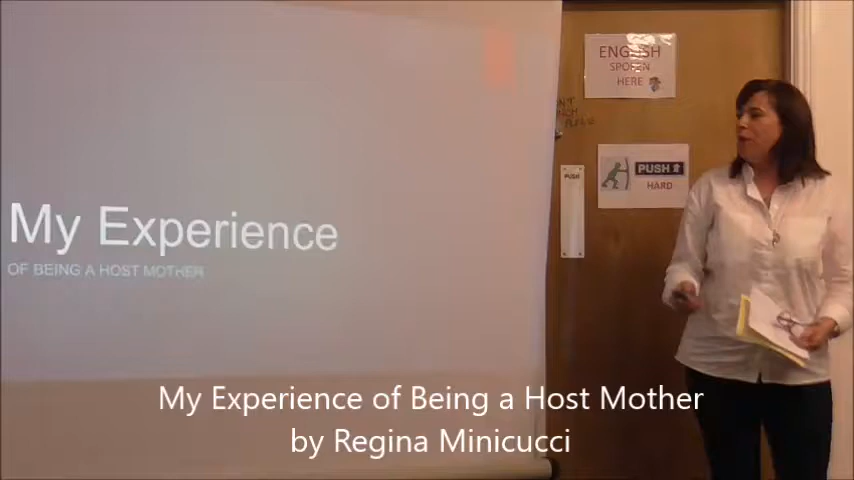 My Experience
OF BEING A HOST MOTHER
ENGLISH
SPOKEN
HERE
PUSH
PUSH
HARD
My Experience of Being a Host Mother
by Regina Minicucci